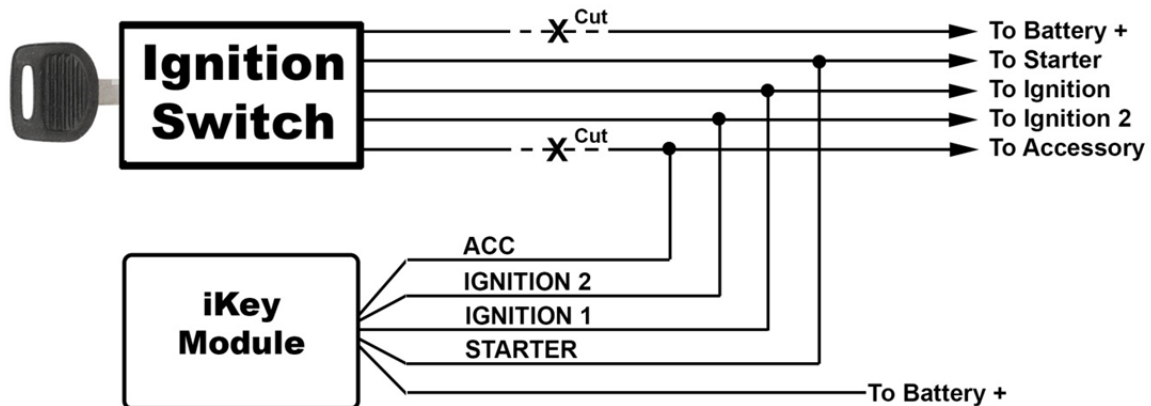 Ignition
Switch
Cut
X
To Battery +
To Starter
To Ignition
To Ignition 2
Cut
X
To Accessory
iKey
Module
ACC
IGNITION 2
IGNITION 1
STARTER
To Battery +